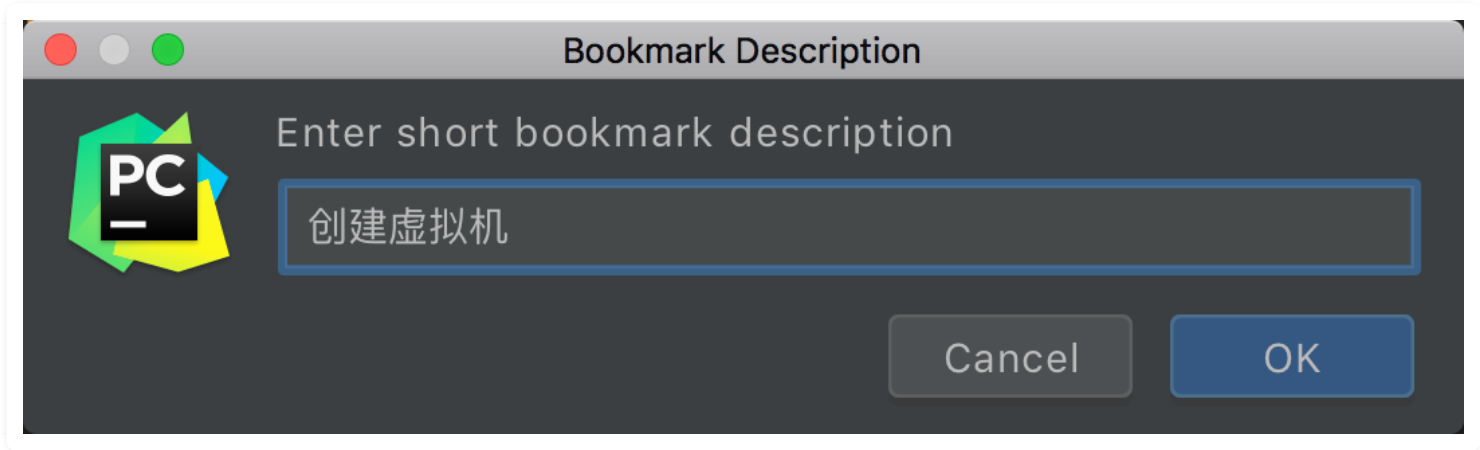 Bookmark Description
Enter short bookmark description
PC
创建虚拟机
Cancel
OK